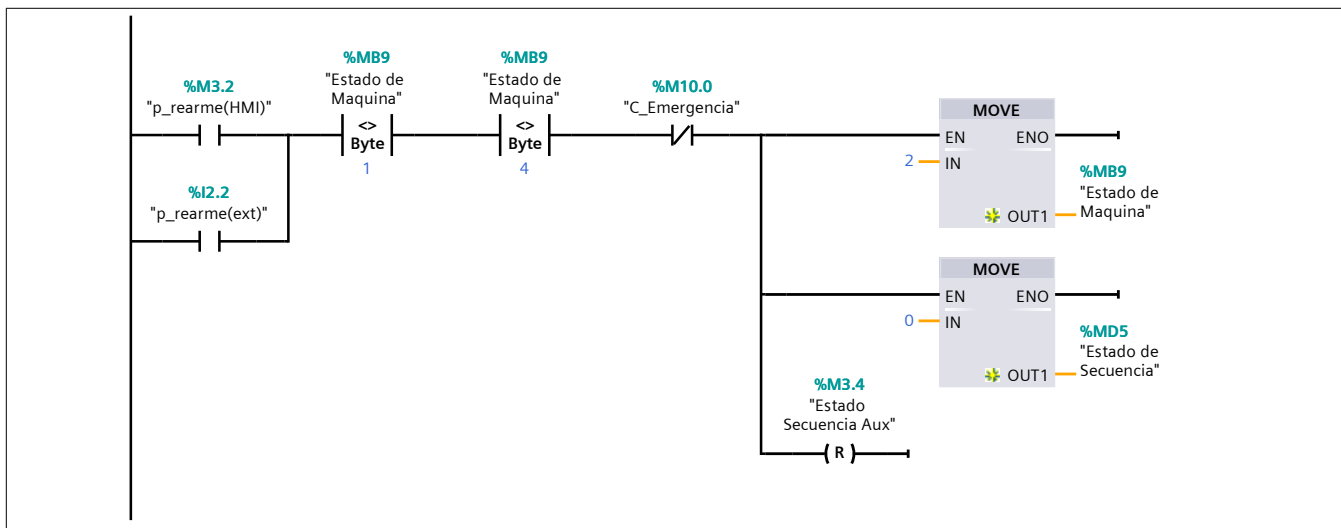 %M3.2
"p_rearme(HMI)"
%MB9
"Estado de
Maquina"
<>
Byte
1
%MB9
"Estado de
Maquina"
<>
Byte
4
%M10.0
"C_Emergencia"
MOVE
EN ENO
2 IN
%MB9
"Estado de
Maquina"
OUT1
%I2.2
"p_rearme(ext)"
MOVE
EN ENO
0 IN
%MD5
"Estado de
Secuencia"
OUT1
%M3.4
"Estado
Secuencia Aux"
R